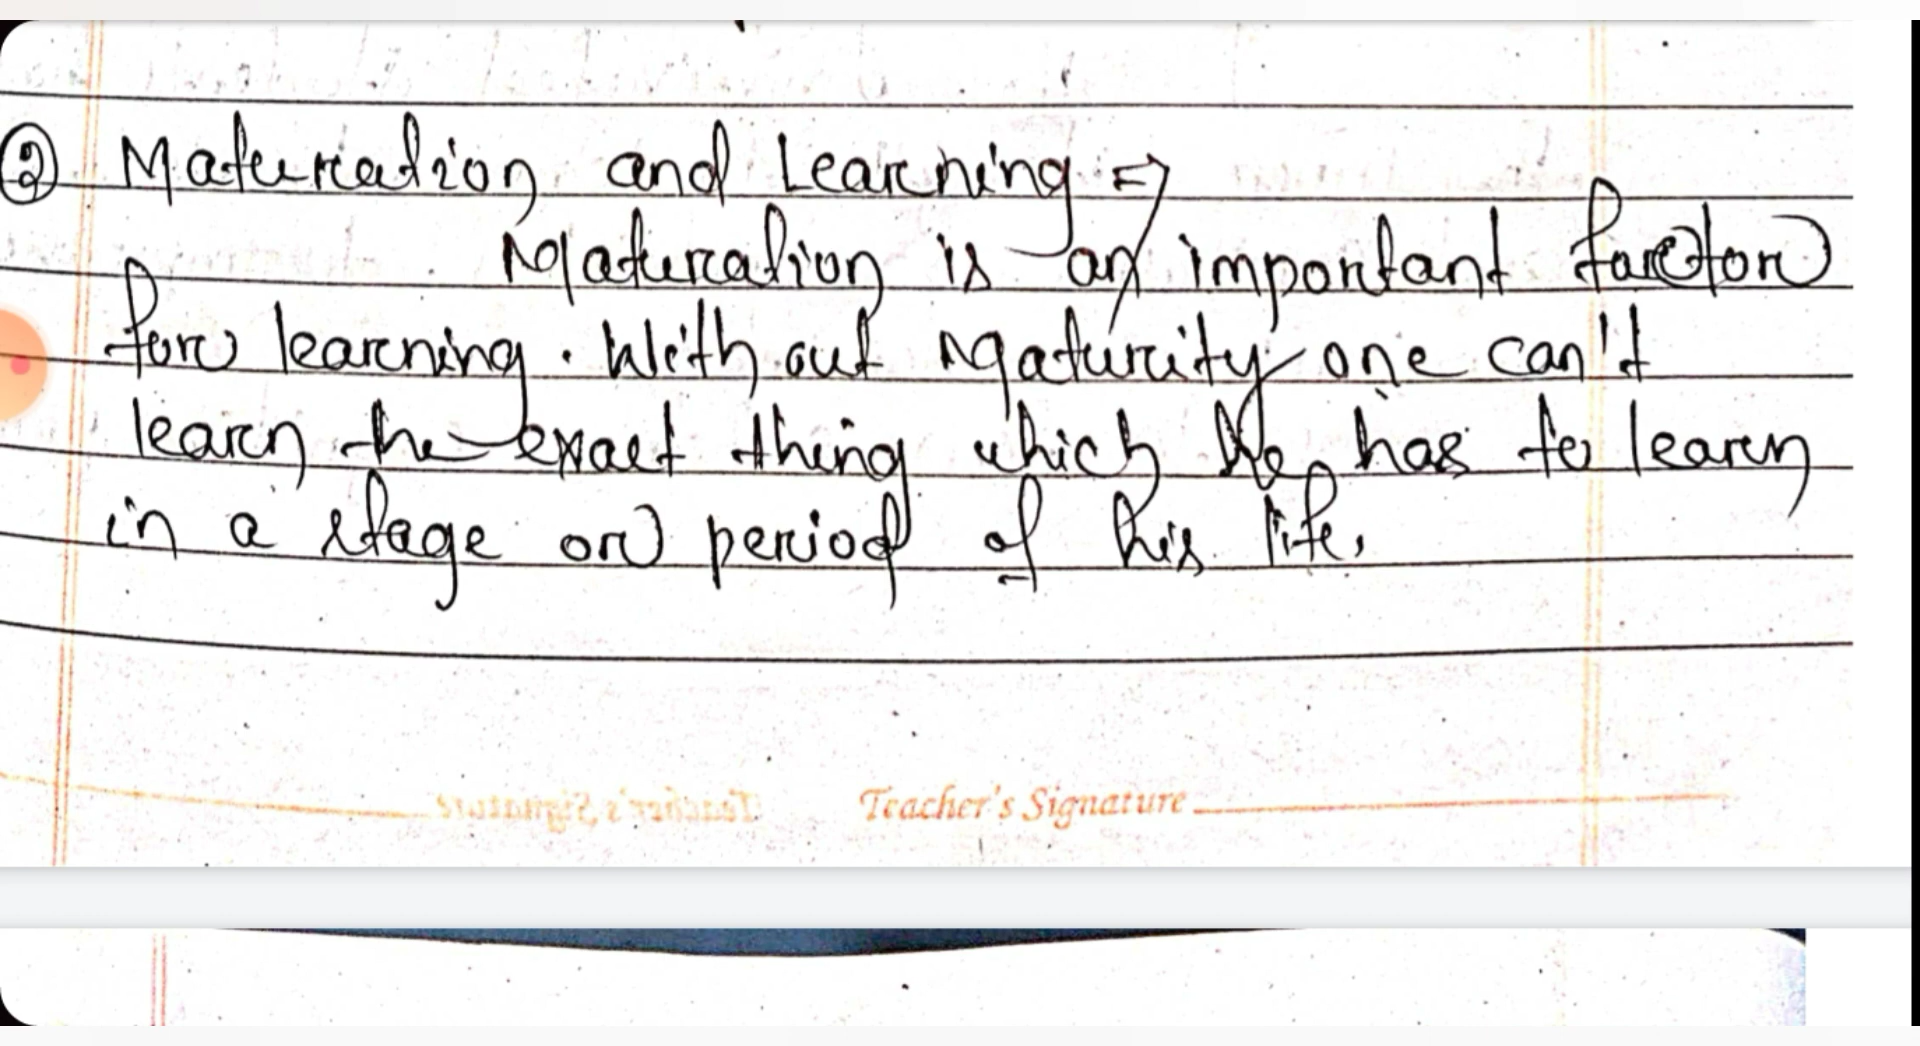 ② Maturation and Learning ⇒
Maturation is an important factor
for learning. Without Maturity one can't
learn the exact thing which he has to learn
in a stage or period of his life.
Teacher's Signature